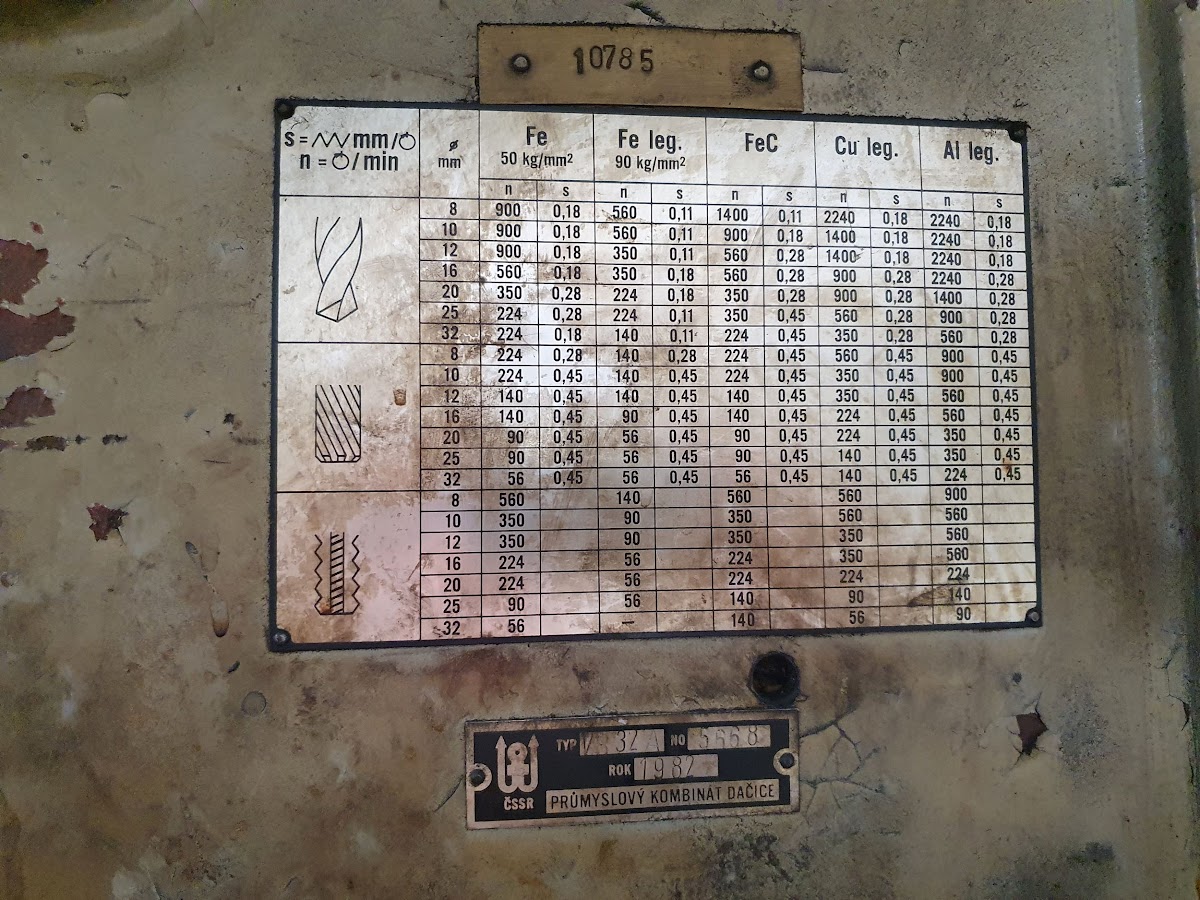 10785
s = mm/
n = /min
ø mm
Fe 50 kg/mm² Fe leg. 90 kg/mm² FeC Cu leg. Al leg.
n s n s n s n s n s
8 900 0,18 560 0,11 1400 0,11 2240 0,18 2240 0,18
10 900 0,18 560 0,11 900 0,18 1400 0,18 2240 0,18
12 900 0,18 350 0,11 560 0,28 1400 0,18 2240 0,18
16 560 0,18 350 0,18 560 0,28 900 0,28 2240 0,28
20 350 0,28 224 0,18 350 0,28 900 0,28 1400 0,28
25 224 0,28 224 0,11 350 0,45 560 0,28 900 0,28
32 224 0,18 140 0,11 224 0,45 350 0,28 560 0,28
8 224 0,28 140 0,28 224 0,45 560 0,45 900 0,45
10 224 0,45 140 0,45 224 0,45 350 0,45 900 0,45
12 140 0,45 140 0,45 140 0,45 350 0,45 560 0,45
16 140 0,45 90 0,45 140 0,45 224 0,45 560 0,45
20 90 0,45 56 0,45 90 0,45 224 0,45 350 0,45
25 90 0,45 56 0,45 90 0,45 140 0,45 350 0,45
32 56 0,45 56 0,45 56 0,45 140 0,45 224 0,45
8 560 140 560 560 900
10 350 90 350 560 560
12 350 90 350 350 560
16 224 56 224 350 560
20 224 56 224 224 224
25 90 56 140 90 140
32 56 – 140 56 90
TYP NO 5668
ROK 1982
ČSSR PRŮMYSLOVÝ KOMBINÁT DAČICE